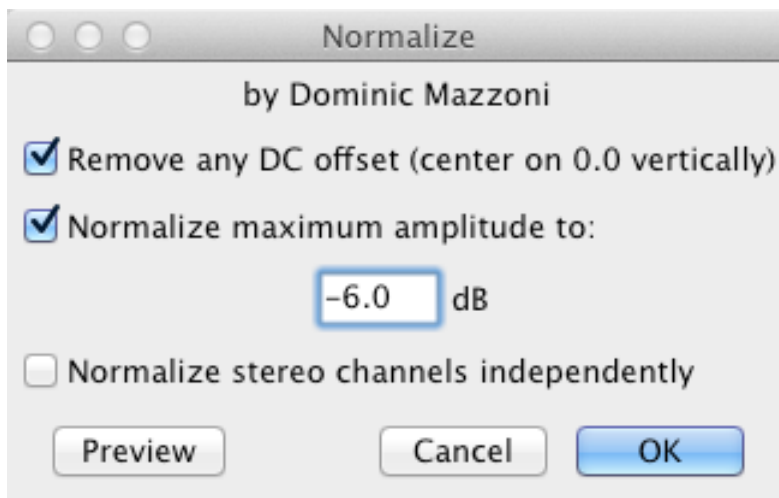 Normalize
by Dominic Mazzoni
Remove any DC offset (center on 0.0 vertically)
Normalize maximum amplitude to:
-6.0 dB
Normalize stereo channels independently
Preview Cancel OK